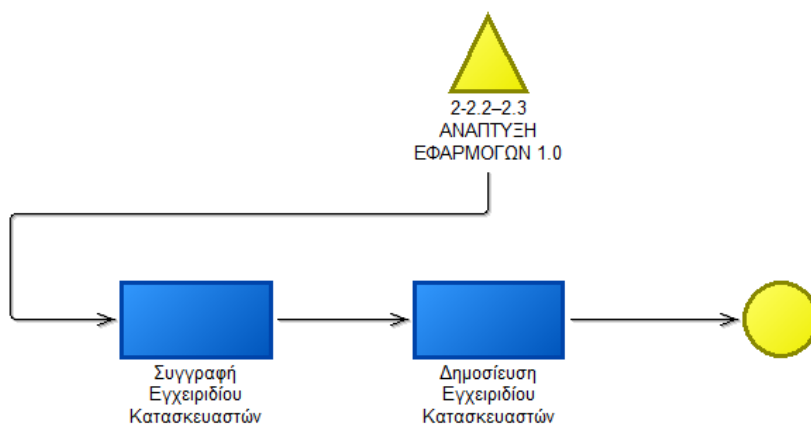 2-2.2–2.3
ΑΝΑΠΤΥΞΗ
ΕΦΑΡΜΟΓΩΝ 1.0
Συγγραφή
Εγχειριδίου
Κατασκευαστών
Δημοσίευση
Εγχειριδίου
Κατασκευαστών